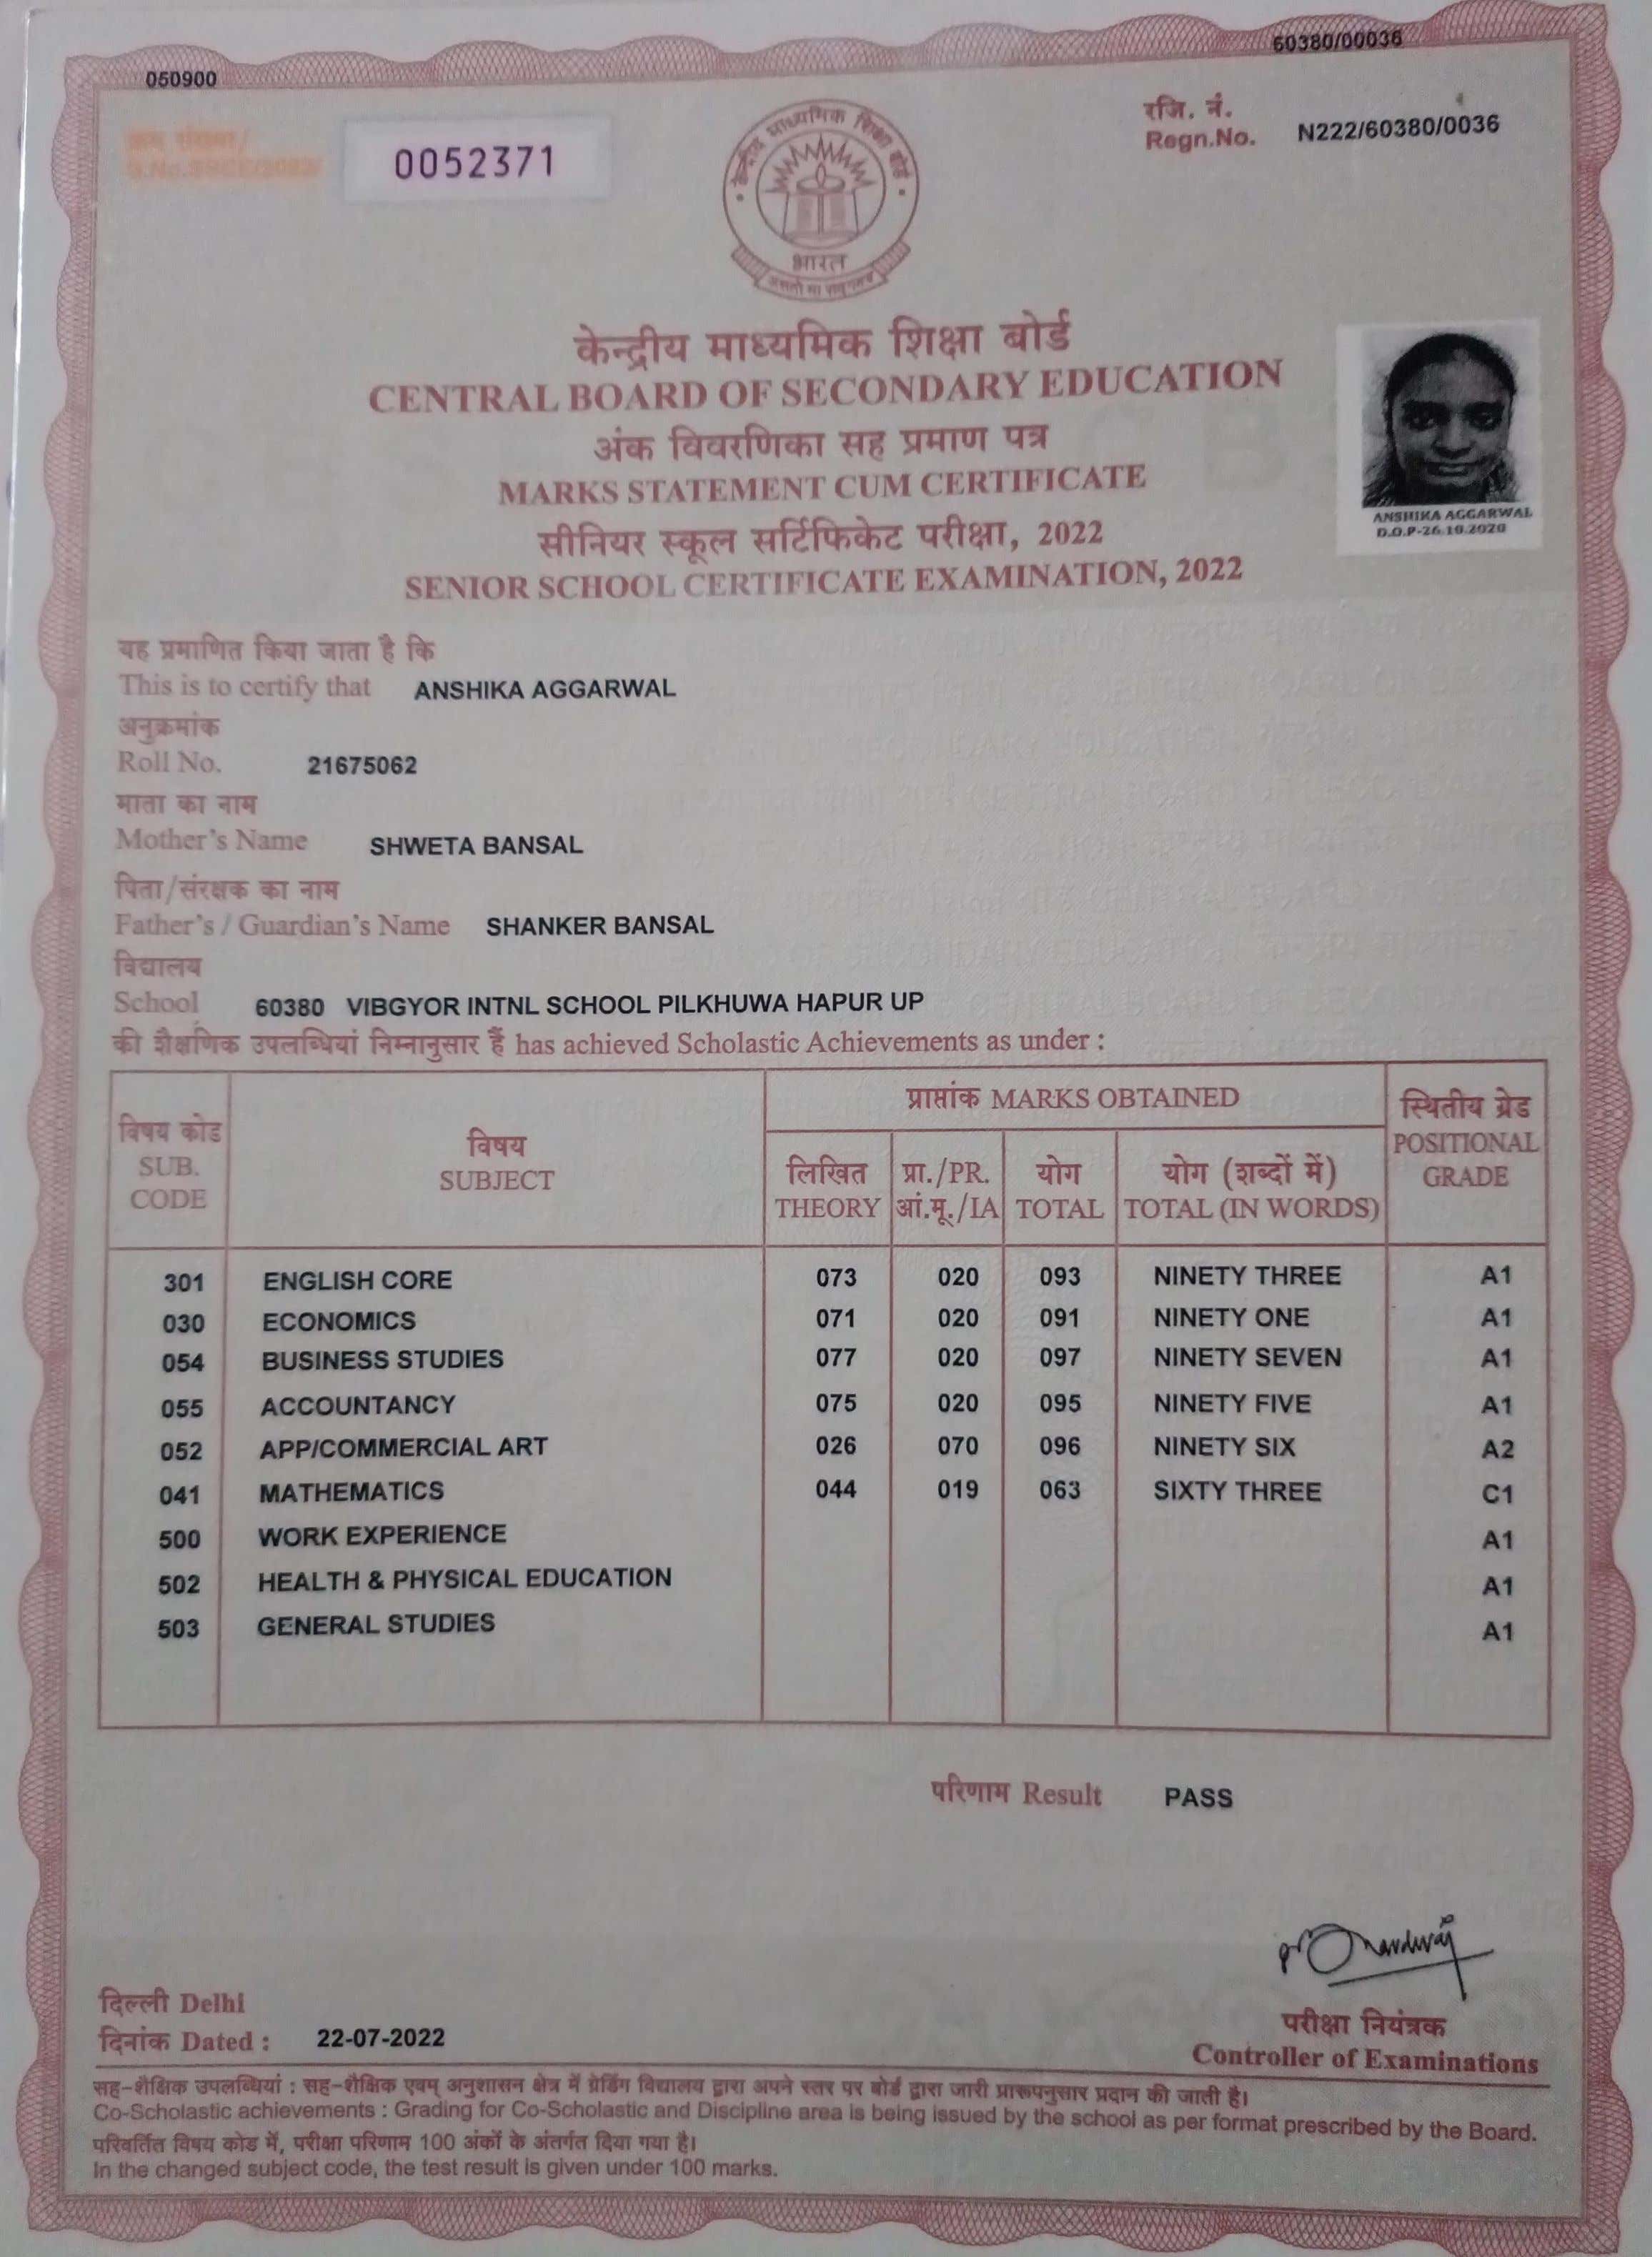 050900
60380/00036
रजि. नं.
Regn.No. N222/60380/0036
क्रम संख्या/
S.No.SSCE/2022/ 0052371
केन्द्रीय माध्यमिक शिक्षा बोर्ड
भारत
असतो मा सद्गमय
केन्द्रीय माध्यमिक शिक्षा बोर्ड
CENTRAL BOARD OF SECONDARY EDUCATION
अंक विवरणिका सह प्रमाण पत्र
MARKS STATEMENT CUM CERTIFICATE
सीनियर स्कूल सर्टिफिकेट परीक्षा, 2022
SENIOR SCHOOL CERTIFICATE EXAMINATION, 2022
ANSHIKA AGGARWAL
D.O.P-26.10.2020
यह प्रमाणित किया जाता है कि
This is to certify that ANSHIKA AGGARWAL
अनुक्रमांक
Roll No. 21675062
माता का नाम
Mother's Name SHWETA BANSAL
पिता/संरक्षक का नाम
Father's / Guardian's Name SHANKER BANSAL
विद्यालय
School 60380 VIBGYOR INTNL SCHOOL PILKHUWA HAPUR UP
की शैक्षणिक उपलब्धियां निम्नानुसार हैं has achieved Scholastic Achievements as under :
विषय कोड
SUB.
CODE
विषय
SUBJECT
प्राप्तांक MARKS OBTAINED
लिखित
THEORY
प्रा./PR.
आं.मू./IA
योग
TOTAL
योग (शब्दों में)
TOTAL (IN WORDS)
स्थितीय ग्रेड
POSITIONAL
GRADE
301 ENGLISH CORE 073 020 093 NINETY THREE A1
030 ECONOMICS 071 020 091 NINETY ONE A1
054 BUSINESS STUDIES 077 020 097 NINETY SEVEN A1
055 ACCOUNTANCY 075 020 095 NINETY FIVE A1
052 APP/COMMERCIAL ART 026 070 096 NINETY SIX A2
041 MATHEMATICS 044 019 063 SIXTY THREE C1
500 WORK EXPERIENCE A1
502 HEALTH & PHYSICAL EDUCATION A1
503 GENERAL STUDIES A1
परिणाम Result PASS
दिल्ली Delhi
दिनांक Dated : 22-07-2022
परीक्षा नियंत्रक
Controller of Examinations
सह-शैक्षिक उपलब्धियां : सह-शैक्षिक एवम् अनुशासन क्षेत्र में ग्रेडिंग विद्यालय द्वारा अपने स्तर पर बोर्ड द्वारा जारी प्रारूपनुसार प्रदान की जाती है।
Co-Scholastic achievements : Grading for Co-Scholastic and Discipline area is being issued by the school as per format prescribed by the Board.
परिवर्तित विषय कोड में, परीक्षा परिणाम 100 अंकों के अंतर्गत दिया गया है।
In the changed subject code, the test result is given under 100 marks.